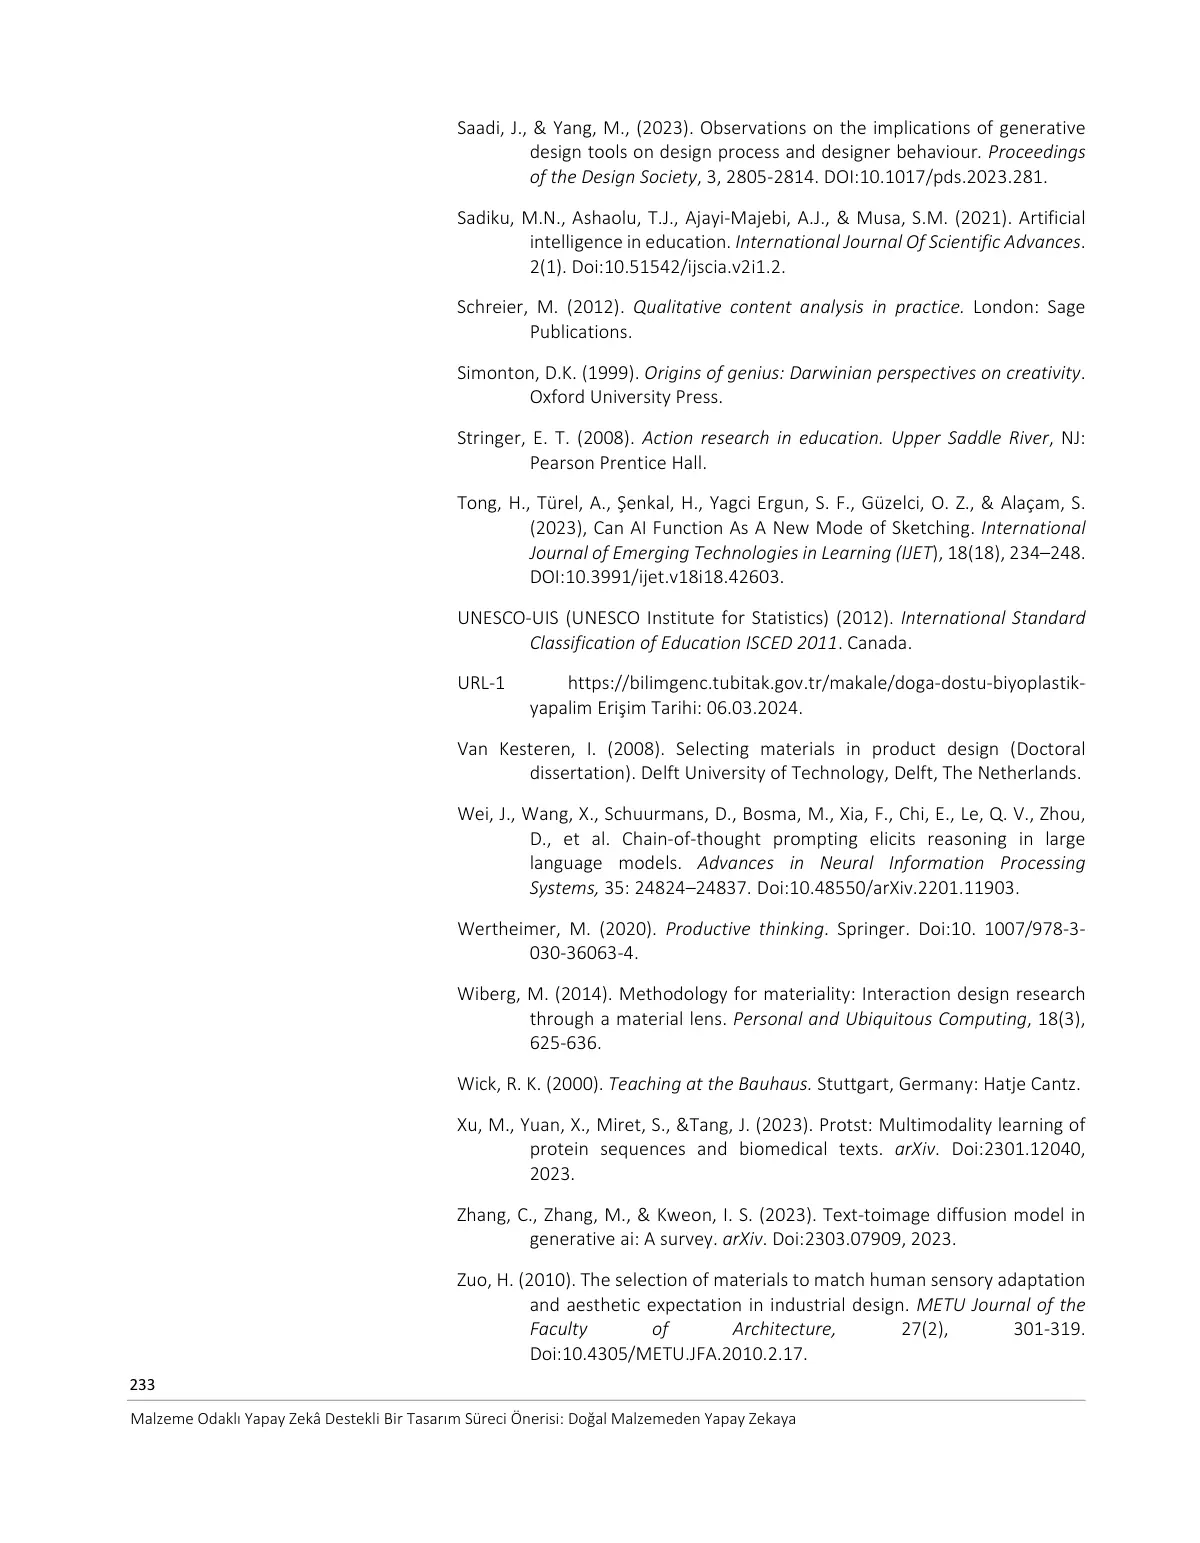 Saadi, J., & Yang, M., (2023). Observations on the implications of generative
design tools on design process and designer behaviour. Proceedings
of the Design Society, 3, 2805-2814. DOI:10.1017/pds.2023.281.
Sadiku, M.N., Ashaolu, T.J., Ajayi-Majebi, A.J., & Musa, S.M. (2021). Artificial
intelligence in education. International Journal Of Scientific Advances.
2(1). Doi:10.51542/ijscia.v2i1.2.
Schreier, M. (2012). Qualitative content analysis in practice. London: Sage
Publications.
Simonton, D.K. (1999). Origins of genius: Darwinian perspectives on creativity.
Oxford University Press.
Stringer, E. T. (2008). Action research in education. Upper Saddle River, NJ:
Pearson Prentice Hall.
Tong, H., Türel, A., Şenkal, H., Yagci Ergun, S. F., Güzelci, O. Z., & Alaçam, S.
(2023), Can AI Function As A New Mode of Sketching. International
Journal of Emerging Technologies in Learning (IJET), 18(18), 234–248.
DOI:10.3991/ijet.v18i18.42603.
UNESCO-UIS (UNESCO Institute for Statistics) (2012). International Standard
Classification of Education ISCED 2011. Canada.
URL-1 https://bilimgenc.tubitak.gov.tr/makale/doga-dostu-biyoplastik-
yapalim Erişim Tarihi: 06.03.2024.
Van Kesteren, I. (2008). Selecting materials in product design (Doctoral
dissertation). Delft University of Technology, Delft, The Netherlands.
Wei, J., Wang, X., Schuurmans, D., Bosma, M., Xia, F., Chi, E., Le, Q. V., Zhou,
D., et al. Chain-of-thought prompting elicits reasoning in large
language models. Advances in Neural Information Processing
Systems, 35: 24824–24837. Doi:10.48550/arXiv.2201.11903.
Wertheimer, M. (2020). Productive thinking. Springer. Doi:10. 1007/978-3-
030-36063-4.
Wiberg, M. (2014). Methodology for materiality: Interaction design research
through a material lens. Personal and Ubiquitous Computing, 18(3),
625-636.
Wick, R. K. (2000). Teaching at the Bauhaus. Stuttgart, Germany: Hatje Cantz.
Xu, M., Yuan, X., Miret, S., &Tang, J. (2023). Protst: Multimodality learning of
protein sequences and biomedical texts. arXiv. Doi:2301.12040,
2023.
Zhang, C., Zhang, M., & Kweon, I. S. (2023). Text-toimage diffusion model in
generative ai: A survey. arXiv. Doi:2303.07909, 2023.
Zuo, H. (2010). The selection of materials to match human sensory adaptation
and aesthetic expectation in industrial design. METU Journal of the
Faculty of Architecture, 27(2), 301-319.
Doi:10.4305/METU.JFA.2010.2.17.
233
Malzeme Odaklı Yapay Zekâ Destekli Bir Tasarım Süreci Önerisi: Doğal Malzemeden Yapay Zekaya